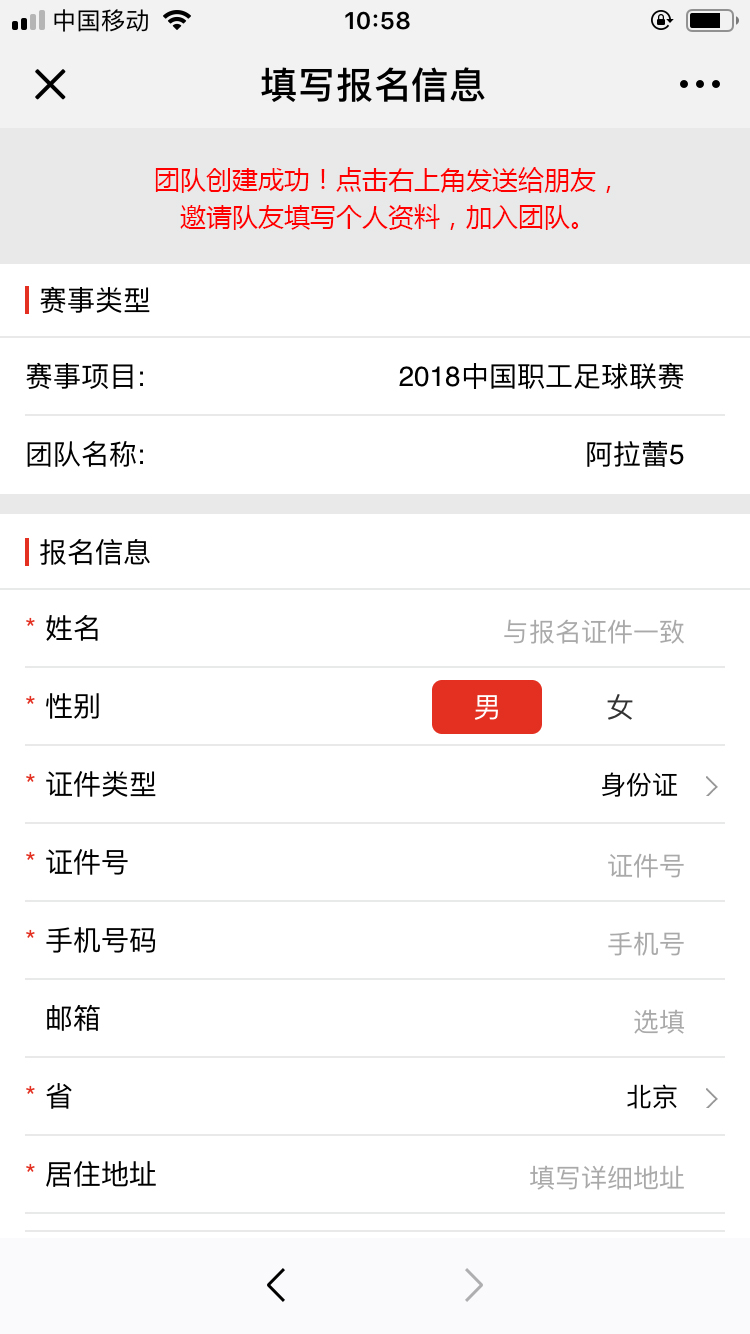 中国移动 10:58
填写报名信息
团队创建成功！点击右上角发送给朋友，
邀请队友填写个人资料，加入团队。
赛事类型
赛事项目: 2018中国职工足球联赛
团队名称: 阿拉蕾5
报名信息
* 姓名 与报名证件一致
* 性别 男 女
* 证件类型 身份证
* 证件号 证件号
* 手机号码 手机号
邮箱 选填
* 省 北京
* 居住地址 填写详细地址